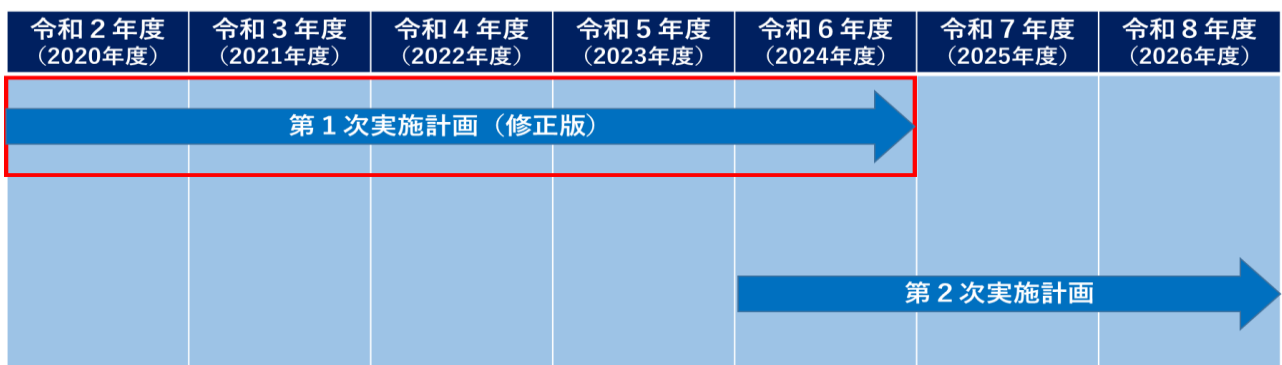 令和２年度 令和３年度 令和４年度 令和５年度 令和６年度 令和７年度 令和８年度
（2020年度） （2021年度） （2022年度） （2023年度） （2024年度） （2025年度） （2026年度）
第１次実施計画（修正版）
第２次実施計画